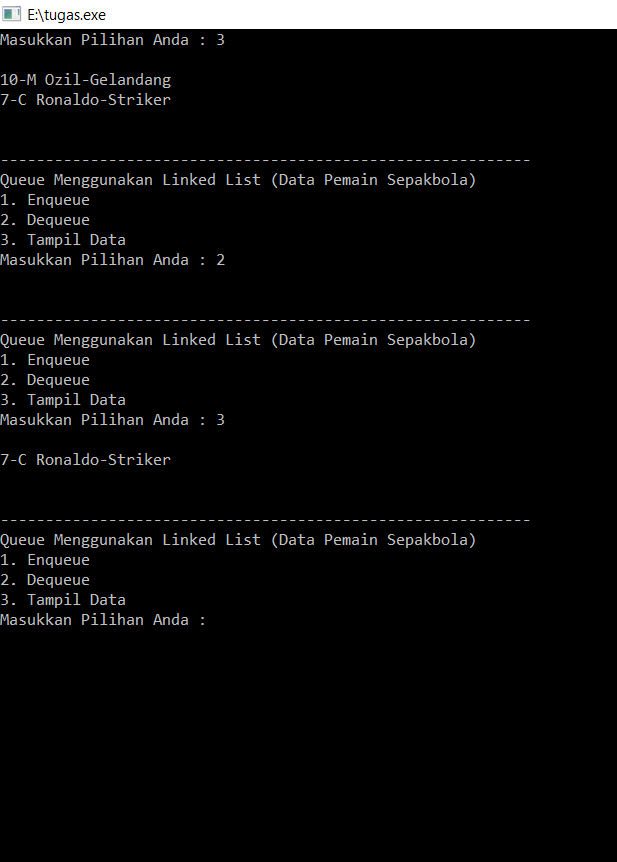 E:\tugas.exe
Masukkan Pilihan Anda : 3
10-M Ozil-Gelandang
7-C Ronaldo-Striker
-----------------------------------------------------------
Queue Menggunakan Linked List (Data Pemain Sepakbola)
1. Enqueue
2. Dequeue
3. Tampil Data
Masukkan Pilihan Anda : 2
-----------------------------------------------------------
Queue Menggunakan Linked List (Data Pemain Sepakbola)
1. Enqueue
2. Dequeue
3. Tampil Data
Masukkan Pilihan Anda : 3
7-C Ronaldo-Striker
-----------------------------------------------------------
Queue Menggunakan Linked List (Data Pemain Sepakbola)
1. Enqueue
2. Dequeue
3. Tampil Data
Masukkan Pilihan Anda :